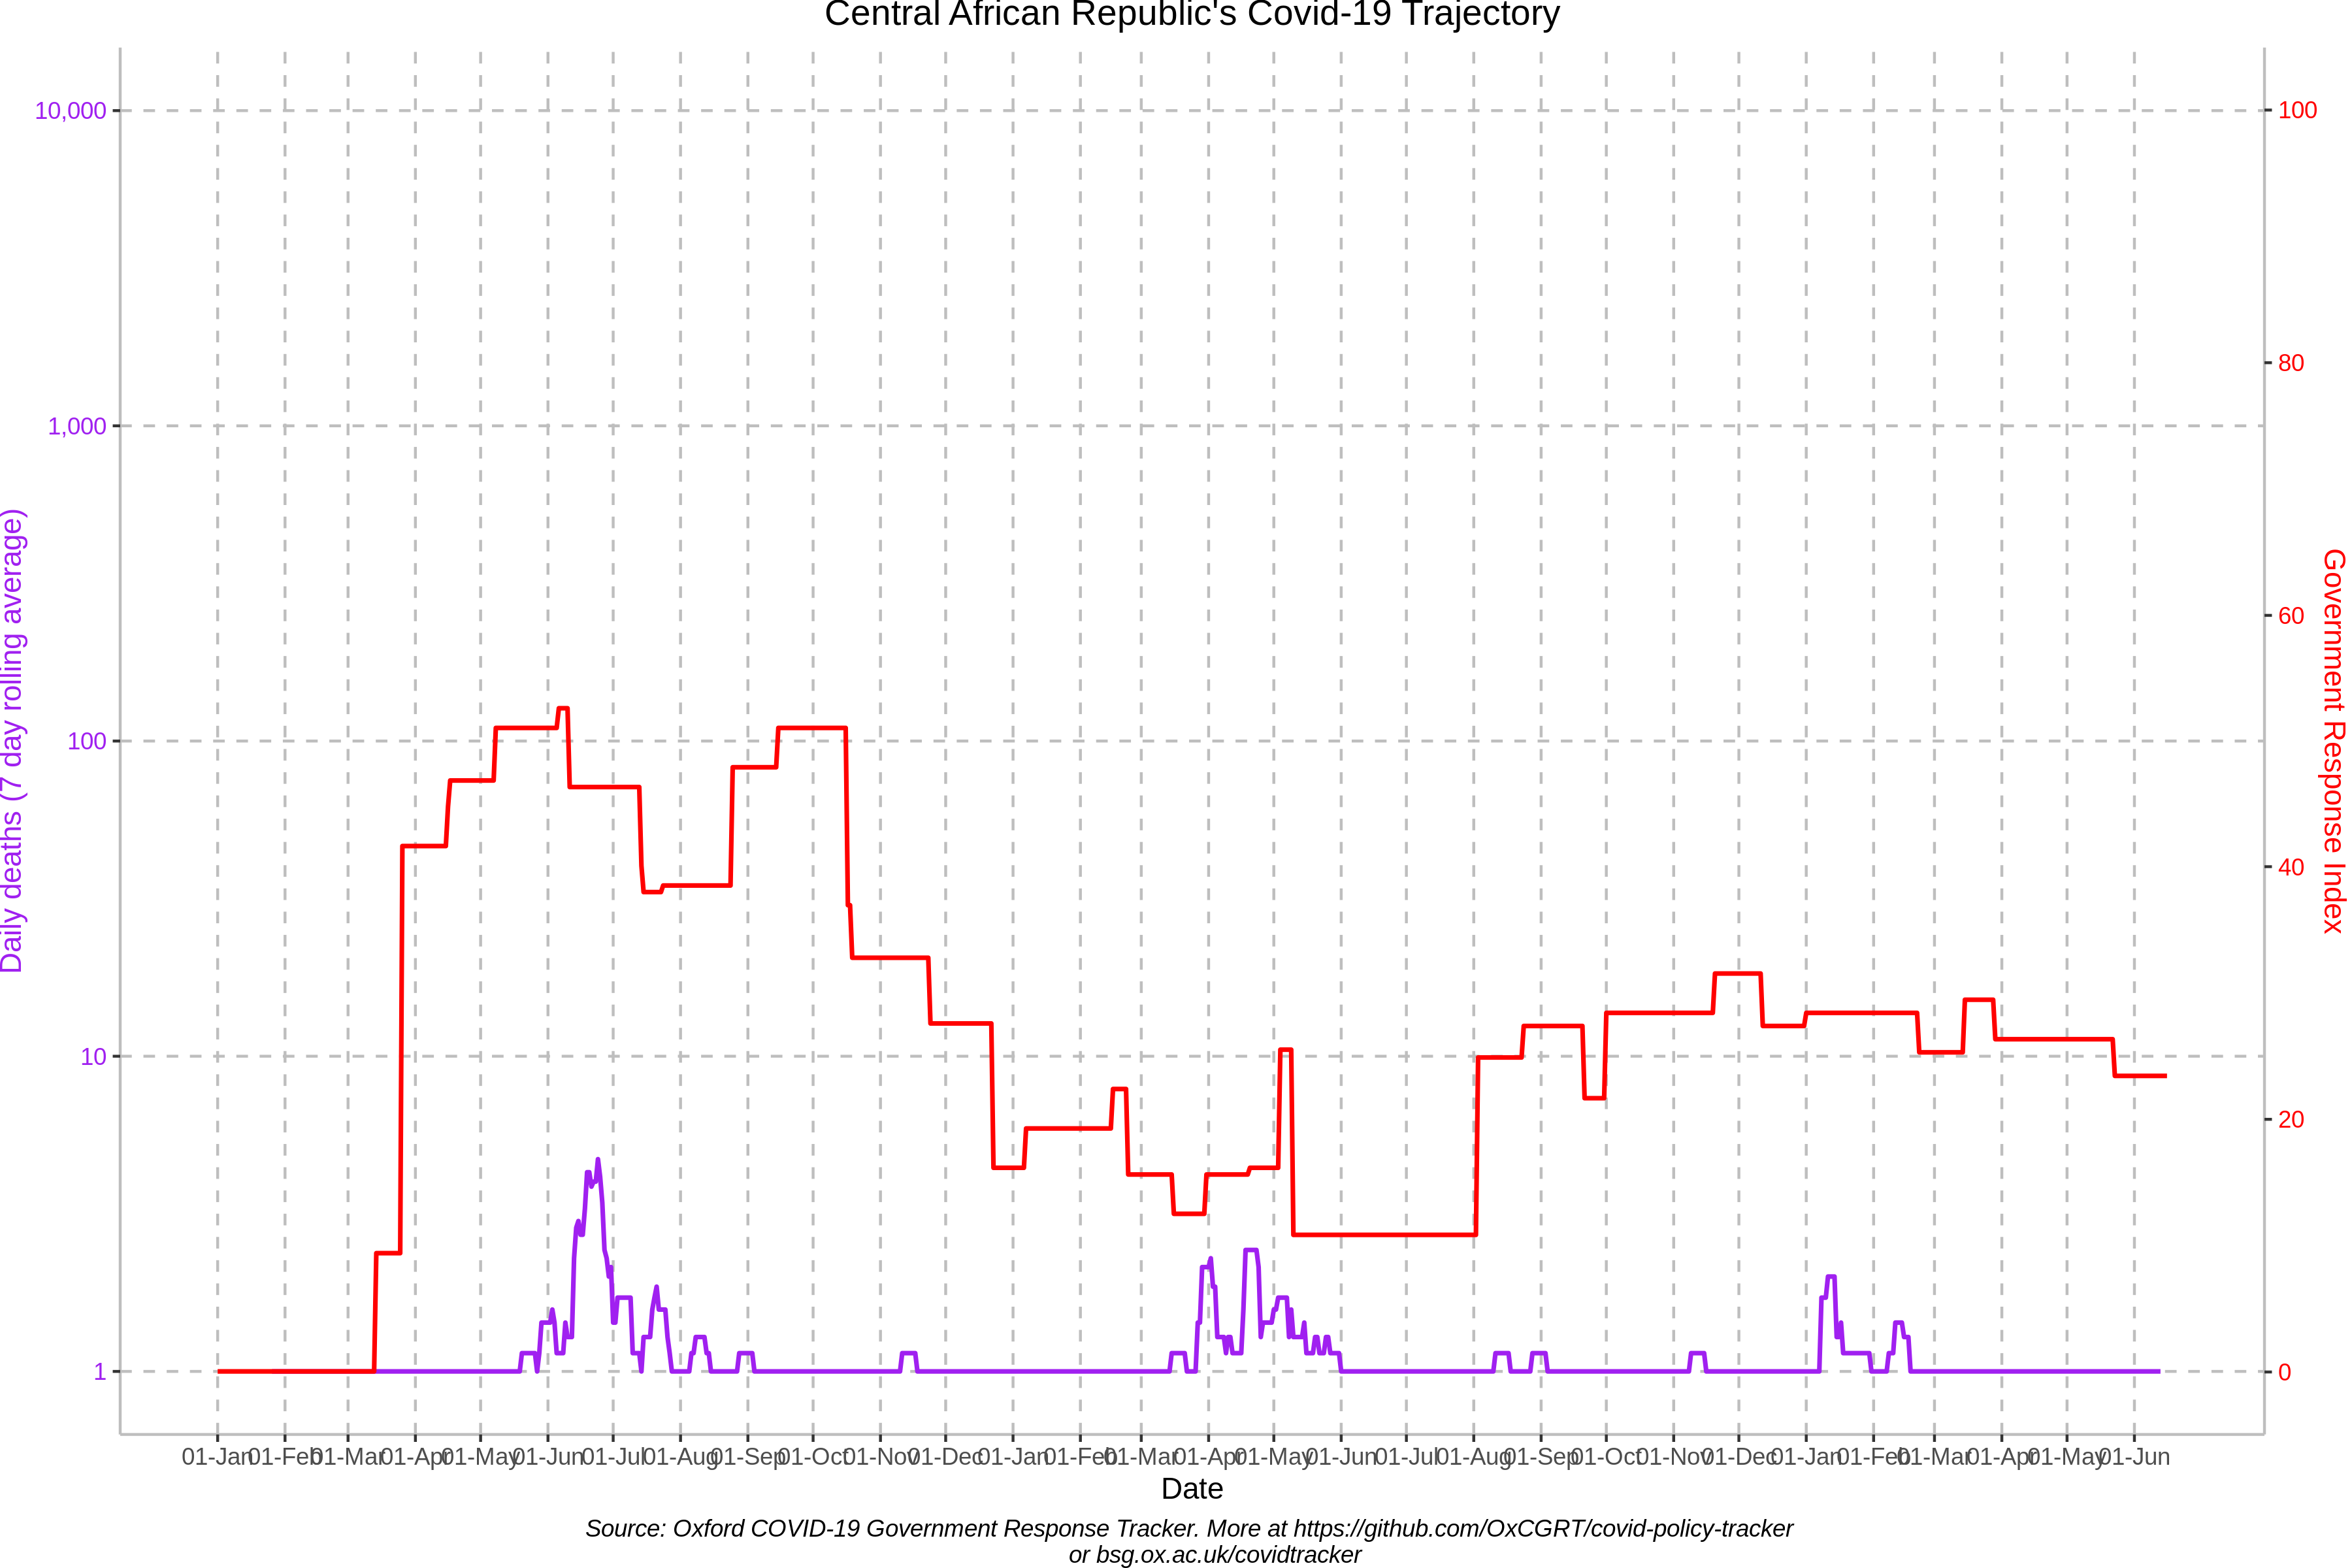 Central African Republic's Covid-19 Trajectory
10,000
1,000
100
10
1
Daily deaths (7 day rolling average)
100
80
60
40
20
0
Government Response Index
01-Jan 01-Feb 01-Mar 01-Apr 01-May 01-Jun 01-Jul 01-Aug 01-Sep 01-Oct 01-Nov 01-Dec 01-Jan 01-Feb 01-Mar 01-Apr 01-May 01-Jun 01-Jul 01-Aug 01-Sep 01-Oct 01-Nov 01-Dec 01-Jan 01-Feb 01-Mar 01-Apr 01-May 01-Jun
Date
Source: Oxford COVID-19 Government Response Tracker. More at https://github.com/OxCGRT/covid-policy-tracker
or bsg.ox.ac.uk/covidtracker